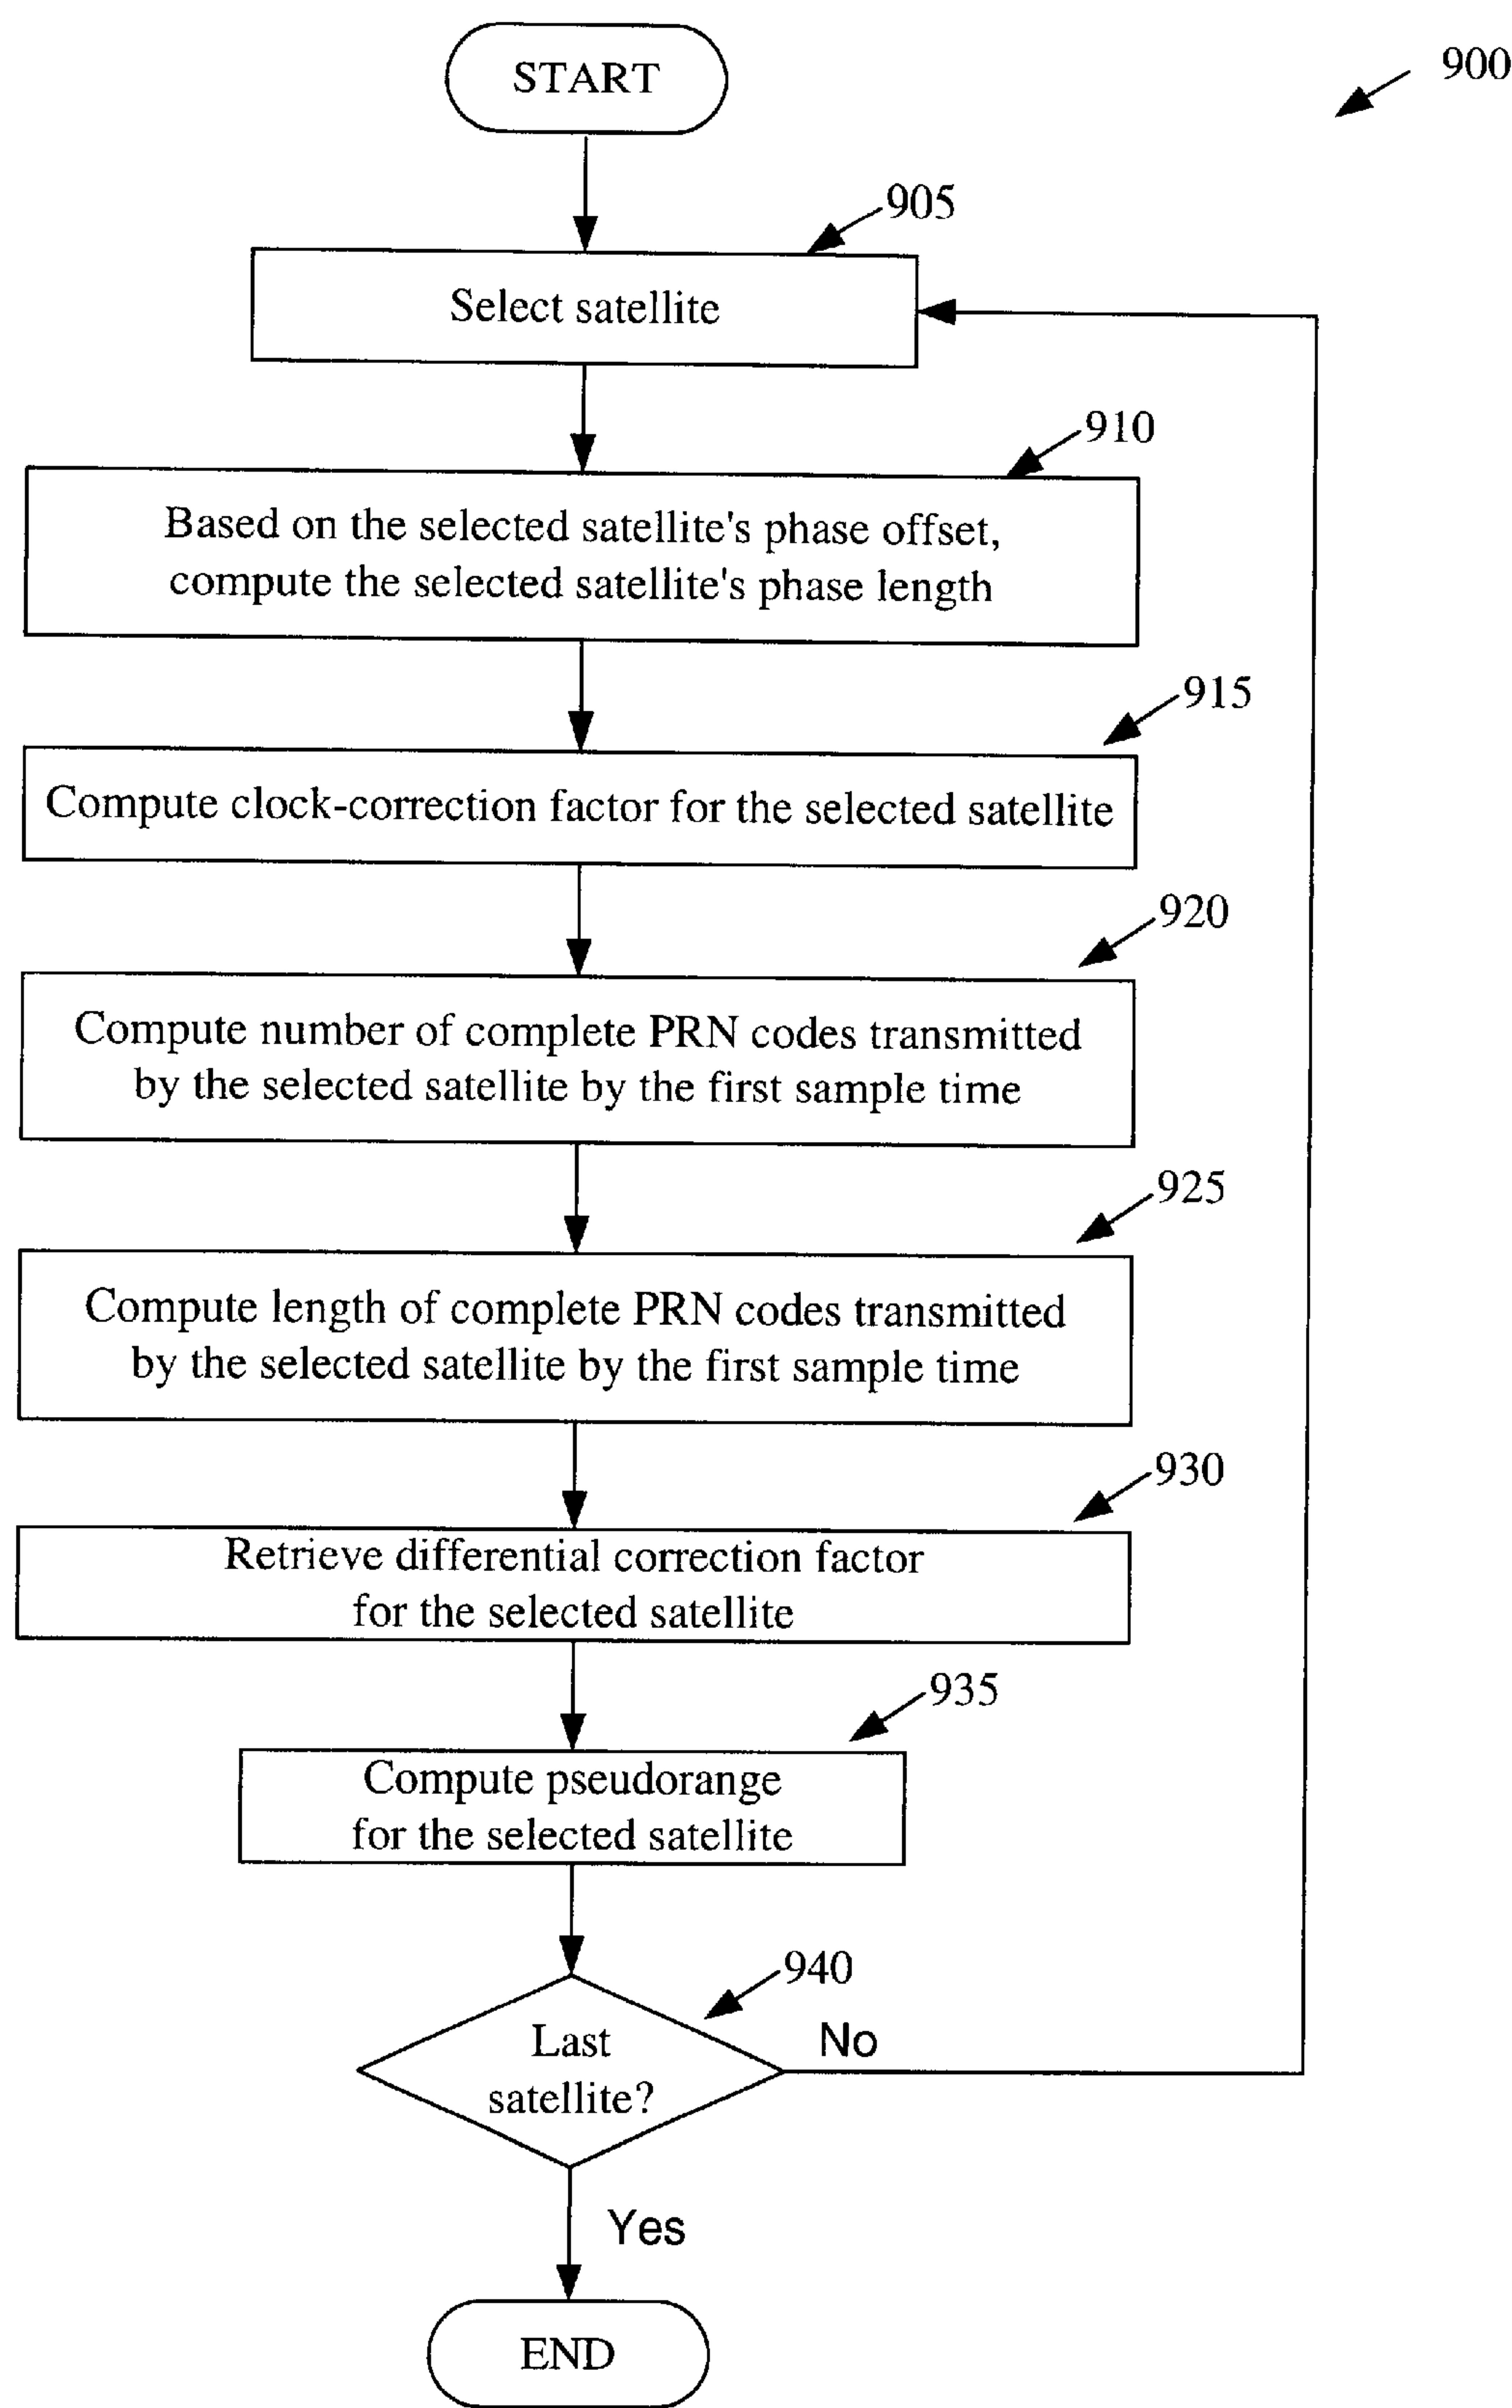 START
900
905
Select satellite
910
Based on the selected satellite's phase offset,
compute the selected satellite's phase length
915
Compute clock-correction factor for the selected satellite
920
Compute number of complete PRN codes transmitted
by the selected satellite by the first sample time
925
Compute length of complete PRN codes transmitted
by the selected satellite by the first sample time
930
Retrieve differential correction factor
for the selected satellite
935
Compute pseudorange
for the selected satellite
940
Last
satellite?
No
Yes
END